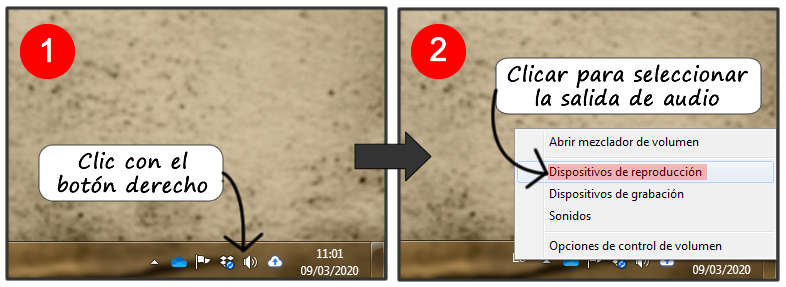 1
Clic con el
botón derecho
11:01
09/03/2020
2
Clicar para seleccionar
la salida de audio
Abrir mezclador de volumen
Dispositivos de reproducción
Dispositivos de grabación
Sonidos
Opciones de control de volumen
09/03/2020